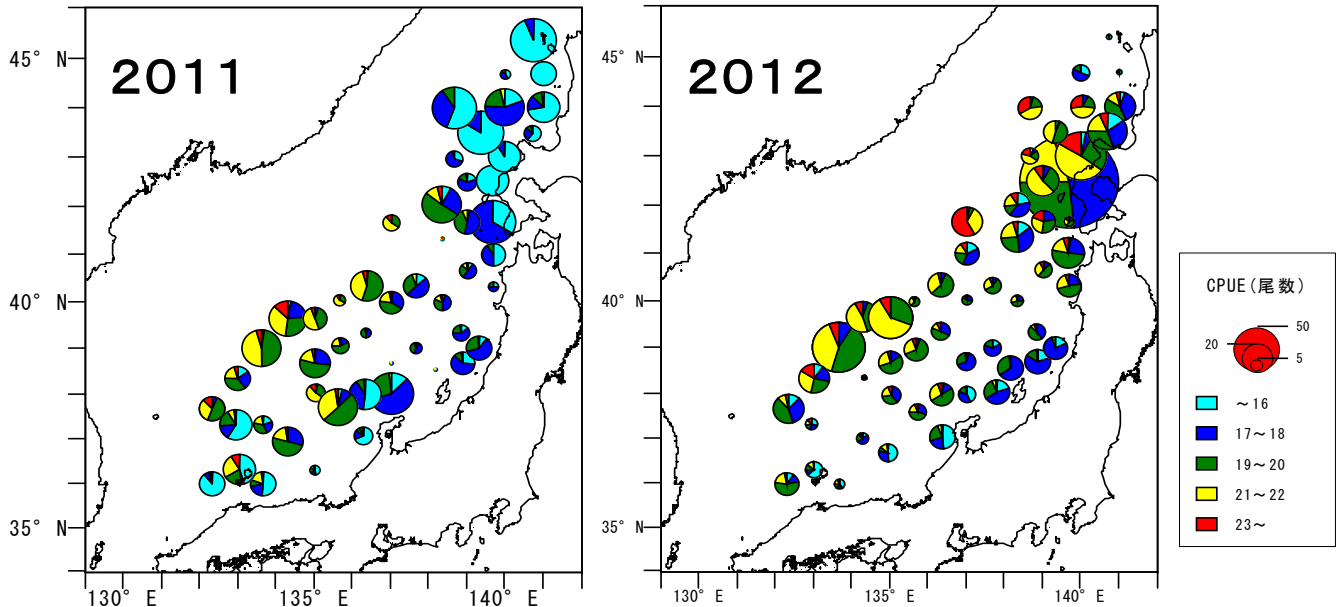 2011
45° N
40° N
35° N
130° E
135° E
140° E
2012
45° N
40° N
35° N
130° E
135° E
140° E
CPUE(尾数)
50
20
5
～16
17～18
19～20
21～22
23～